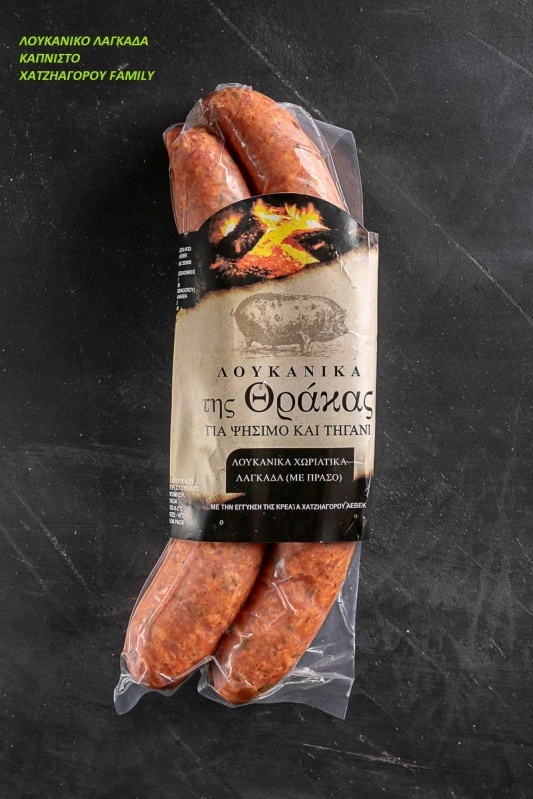 ΛΟΥΚΑΝΙΚΟ ΛΑΓΚΑΔΑ
ΚΑΠΝΙΣΤΟ
ΧΑΤΖΗΑΓΟΡΟΥ FAMILY
ΛΟΥΚΑΝΙΚΑ
της Θράκας
ΓΙΑ ΨΗΣΙΜΟ ΚΑΙ ΤΗΓΑΝΙ
ΛΟΥΚΑΝΙΚΑ ΧΩΡΙΑΤΙΚΑ
ΛΑΓΚΑΔΑ (ΜΕ ΠΡΑΣΟ)
ΜΕ ΤΗΝ ΕΓΓΥΗΣΗ ΤΗΣ ΚΡΕΑΤΑ ΧΑΤΖΗΑΓΟΡΟΥ ΑΕΒΕΚ